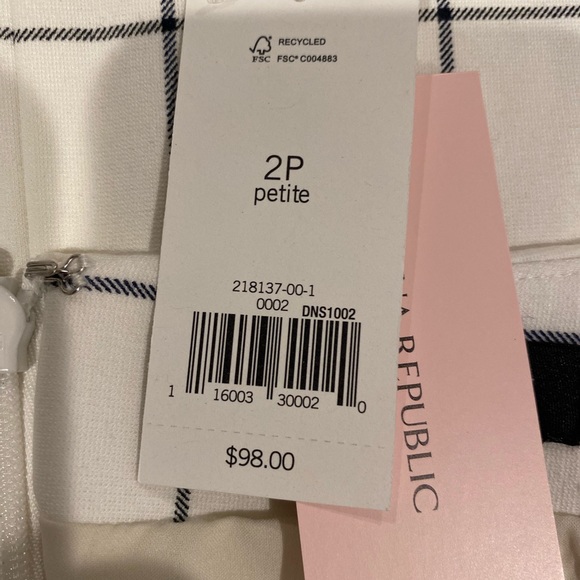 RECYCLED
FSC FSC® C004883
2P
petite
218137-00-1
0002 DNS1002
1 16003 30002 0
$98.00
REPUBLIC